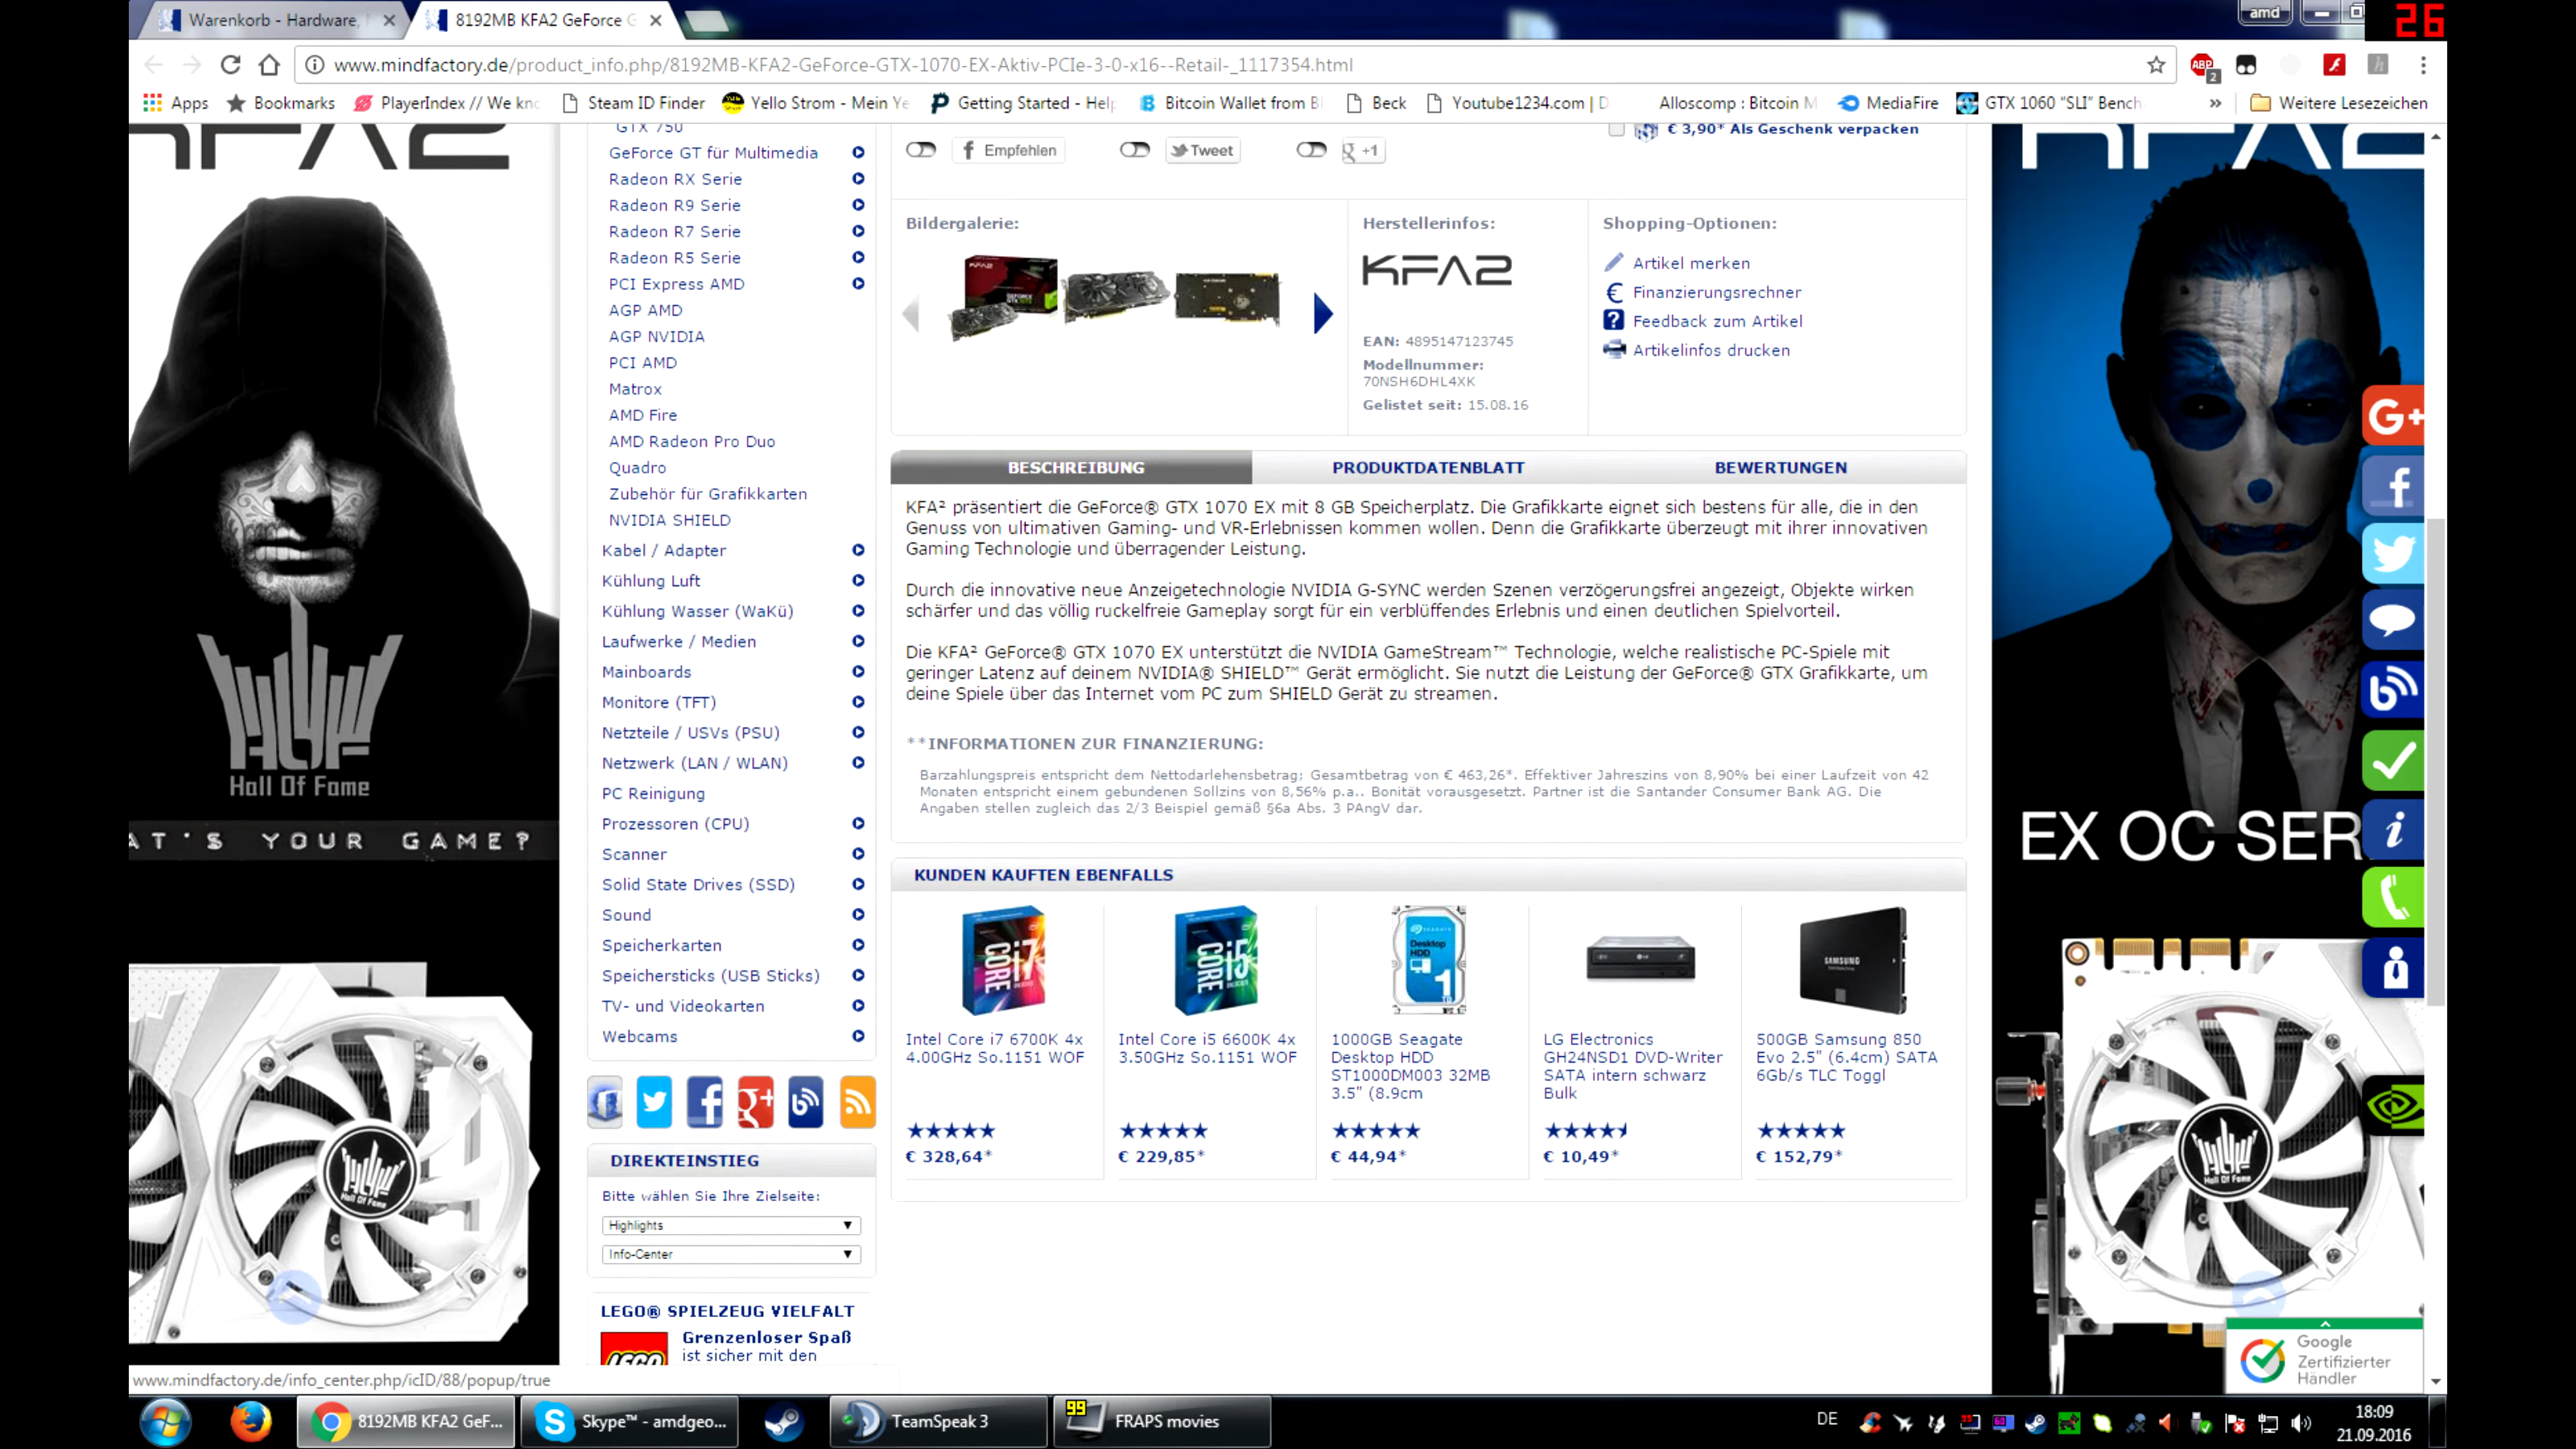 Warenkorb - Hardware,
8192MB KFA2 GeForce G
amd
26
www.mindfactory.de/product_info.php/8192MB-KFA2-GeForce-GTX-1070-EX-Aktiv-PCIe-3-0-x16--Retail-_1117354.html
ABP
2
Apps
Bookmarks
PlayerIndex // We kno
Steam ID Finder
Yello Strom - Mein Ye
Getting Started - Help
Bitcoin Wallet from Bl
Beck
Youtube1234.com | D
Alloscomp : Bitcoin M
MediaFire
GTX 1060 “SLI” Bench
»
Weitere Lesezeichen
KFA2
Hall Of Fame
AT'S YOUR GAME?
Hall Of Fame
GTX 750
GeForce GT für Multimedia
Radeon RX Serie
Radeon R9 Serie
Radeon R7 Serie
Radeon R5 Serie
PCI Express AMD
AGP AMD
AGP NVIDIA
PCI AMD
Matrox
AMD Fire
AMD Radeon Pro Duo
Quadro
Zubehör für Grafikkarten
NVIDIA SHIELD
Kabel / Adapter
Kühlung Luft
Kühlung Wasser (WaKü)
Laufwerke / Medien
Mainboards
Monitore (TFT)
Netzteile / USVs (PSU)
Netzwerk (LAN / WLAN)
PC Reinigung
Prozessoren (CPU)
Scanner
Solid State Drives (SSD)
Sound
Speicherkarten
Speichersticks (USB Sticks)
TV- und Videokarten
Webcams
DIREKTEINSTIEG
Bitte wählen Sie Ihre Zielseite:
Highlights
Info-Center
LEGO® SPIELZEUG VIELFALT
Grenzenloser Spaß
ist sicher mit den
LEGO
€ 3,90* Als Geschenk verpacken
Empfehlen
Tweet
+1
Bildergalerie:
Herstellerinfos:
KFA2
EAN: 4895147123745
Modellnummer:
70NSH6DHL4XK
Gelistet seit: 15.08.16
Shopping-Optionen:
Artikel merken
Finanzierungsrechner
Feedback zum Artikel
Artikelinfos drucken
BESCHREIBUNG
PRODUKTDATENBLATT
BEWERTUNGEN
KFA² präsentiert die GeForce® GTX 1070 EX mit 8 GB Speicherplatz. Die Grafikkarte eignet sich bestens für alle, die in den
Genuss von ultimativen Gaming- und VR-Erlebnissen kommen wollen. Denn die Grafikkarte überzeugt mit ihrer innovativen
Gaming Technologie und überragender Leistung.
Durch die innovative neue Anzeigetechnologie NVIDIA G-SYNC werden Szenen verzögerungsfrei angezeigt, Objekte wirken
schärfer und das völlig ruckelfreie Gameplay sorgt für ein verblüffendes Erlebnis und einen deutlichen Spielvorteil.
Die KFA² GeForce® GTX 1070 EX unterstützt die NVIDIA GameStream™ Technologie, welche realistische PC-Spiele mit
geringer Latenz auf deinem NVIDIA® SHIELD™ Gerät ermöglicht. Sie nutzt die Leistung der GeForce® GTX Grafikkarte, um
deine Spiele über das Internet vom PC zum SHIELD Gerät zu streamen.
**INFORMATIONEN ZUR FINANZIERUNG:
Barzahlungspreis entspricht dem Nettodarlehensbetrag; Gesamtbetrag von € 463,26*. Effektiver Jahreszins von 8,90% bei einer Laufzeit von 42
Monaten entspricht einem gebundenen Sollzins von 8,56% p.a.. Bonität vorausgesetzt. Partner ist die Santander Consumer Bank AG. Die
Angaben stellen zugleich das 2/3 Beispiel gemäß §6a Abs. 3 PAngV dar.
KUNDEN KAUFTEN EBENFALLS
Intel Core i7 6700K 4x
4.00GHz So.1151 WOF
€ 328,64*
Intel Core i5 6600K 4x
3.50GHz So.1151 WOF
€ 229,85*
1000GB Seagate
Desktop HDD
ST1000DM003 32MB
3.5" (8.9cm
€ 44,94*
LG Electronics
GH24NSD1 DVD-Writer
SATA intern schwarz
Bulk
€ 10,49*
500GB Samsung 850
Evo 2.5" (6.4cm) SATA
6Gb/s TLC Toggl
€ 152,79*
KFA2
EX OC SER
Hall Of Fame
Google
Zertifizierter
Händler
www.mindfactory.de/info_center.php/icID/88/popup/true
8192MB KFA2 GeF...
Skype™ - amdgeo...
TeamSpeak 3
99
FRAPS movies
DE
18:09
21.09.2016